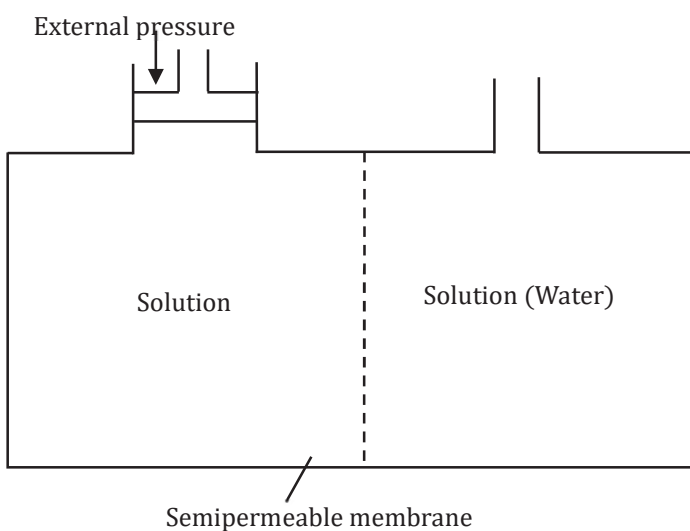 External pressure
Solution
Solution (Water)
Semipermeable membrane